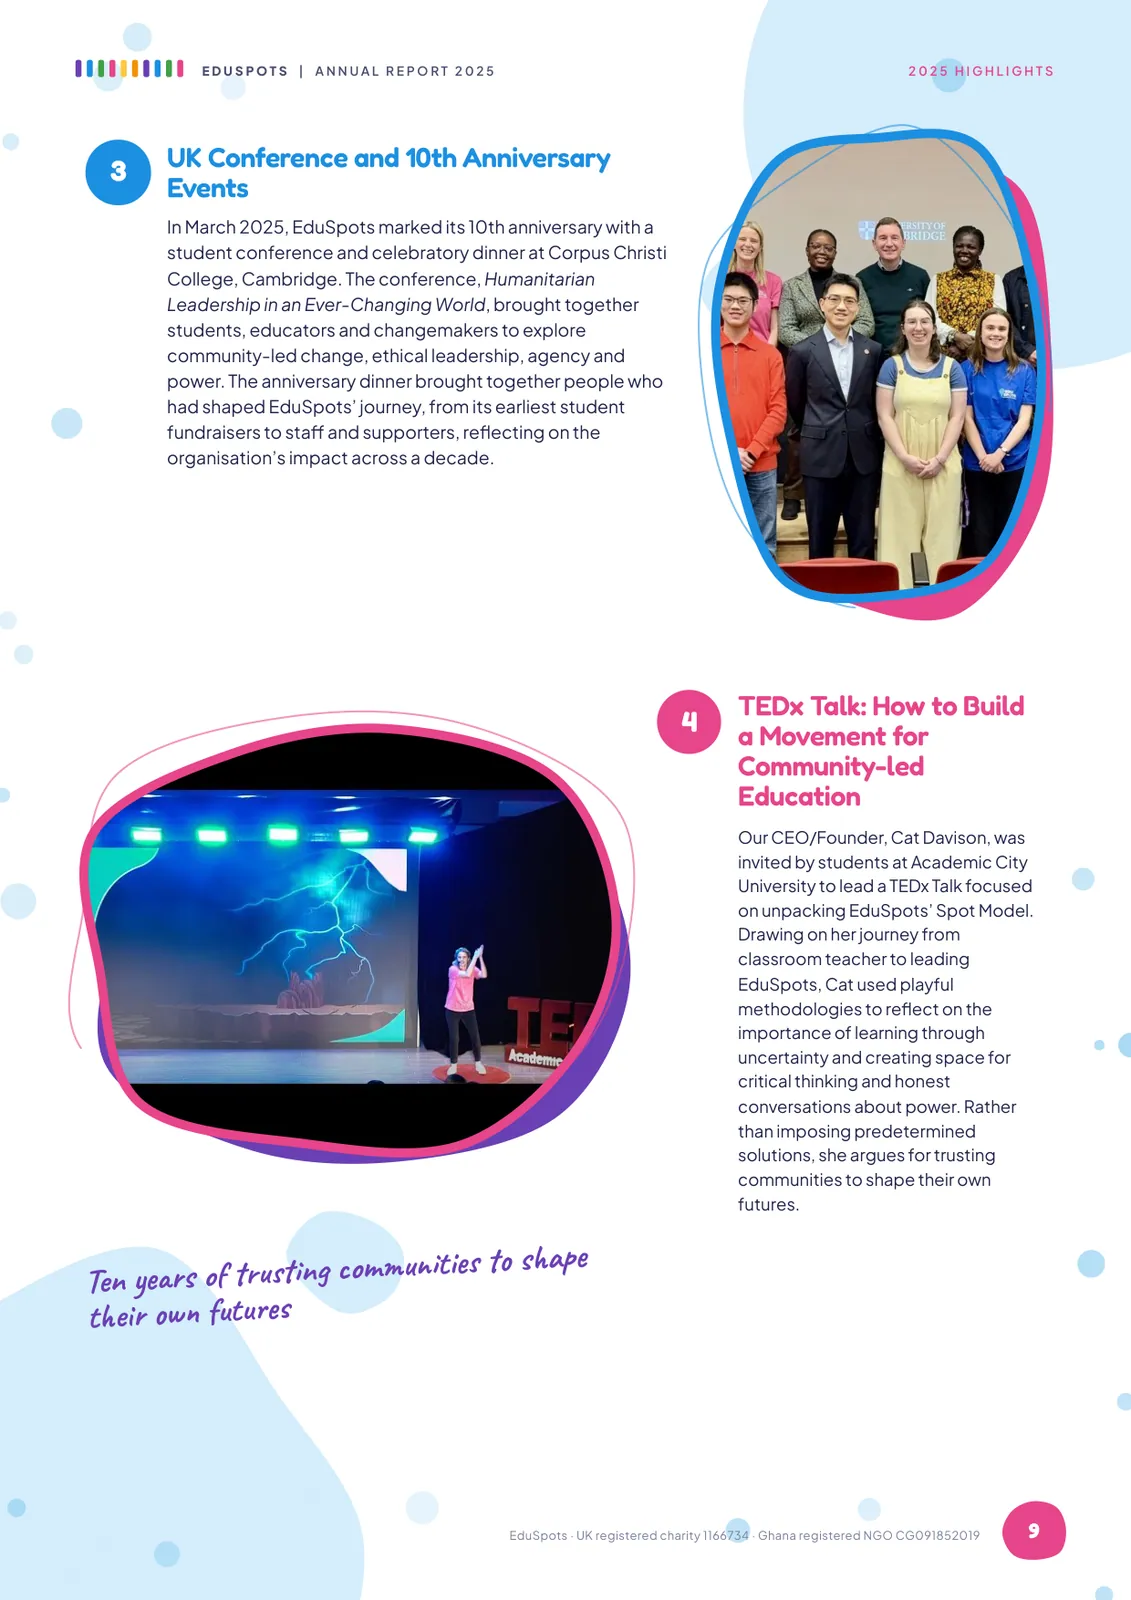 EDUSPOTS | ANNUAL REPORT 2025
2025 HIGHLIGHTS
3
UK Conference and 10th Anniversary
Events
In March 2025, EduSpots marked its 10th anniversary with a
student conference and celebratory dinner at Corpus Christi
College, Cambridge. The conference, Humanitarian
Leadership in an Ever-Changing World, brought together
students, educators and changemakers to explore
community-led change, ethical leadership, agency and
power. The anniversary dinner brought together people who
had shaped EduSpots’ journey, from its earliest student
fundraisers to staff and supporters, reflecting on the
organisation’s impact across a decade.
4
TEDx Talk: How to Build
a Movement for
Community-led
Education
Our CEO/Founder, Cat Davison, was
invited by students at Academic City
University to lead a TEDx Talk focused
on unpacking EduSpots’ Spot Model.
Drawing on her journey from
classroom teacher to leading
EduSpots, Cat used playful
methodologies to reflect on the
importance of learning through
uncertainty and creating space for
critical thinking and honest
conversations about power. Rather
than imposing predetermined
solutions, she argues for trusting
communities to shape their own
futures.
TED
Academic
Ten years of trusting communities to shape
their own futures
EduSpots · UK registered charity 1166734 · Ghana registered NGO CG091852019
9